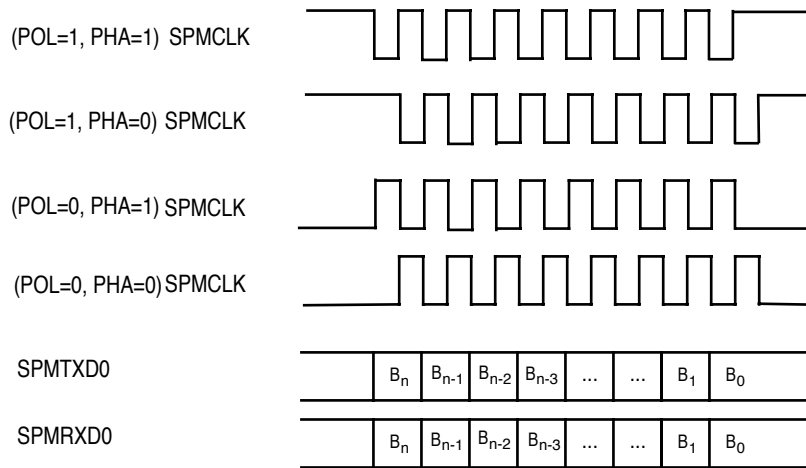 (POL=1, PHA=1) SPMCLK
(POL=1, PHA=0) SPMCLK
(POL=0, PHA=1) SPMCLK
(POL=0, PHA=0) SPMCLK
SPMTXD0 Bn Bn-1 Bn-2 Bn-3 ... ... B1 B0
SPMRXD0 Bn Bn-1 Bn-2 Bn-3 ... ... B1 B0